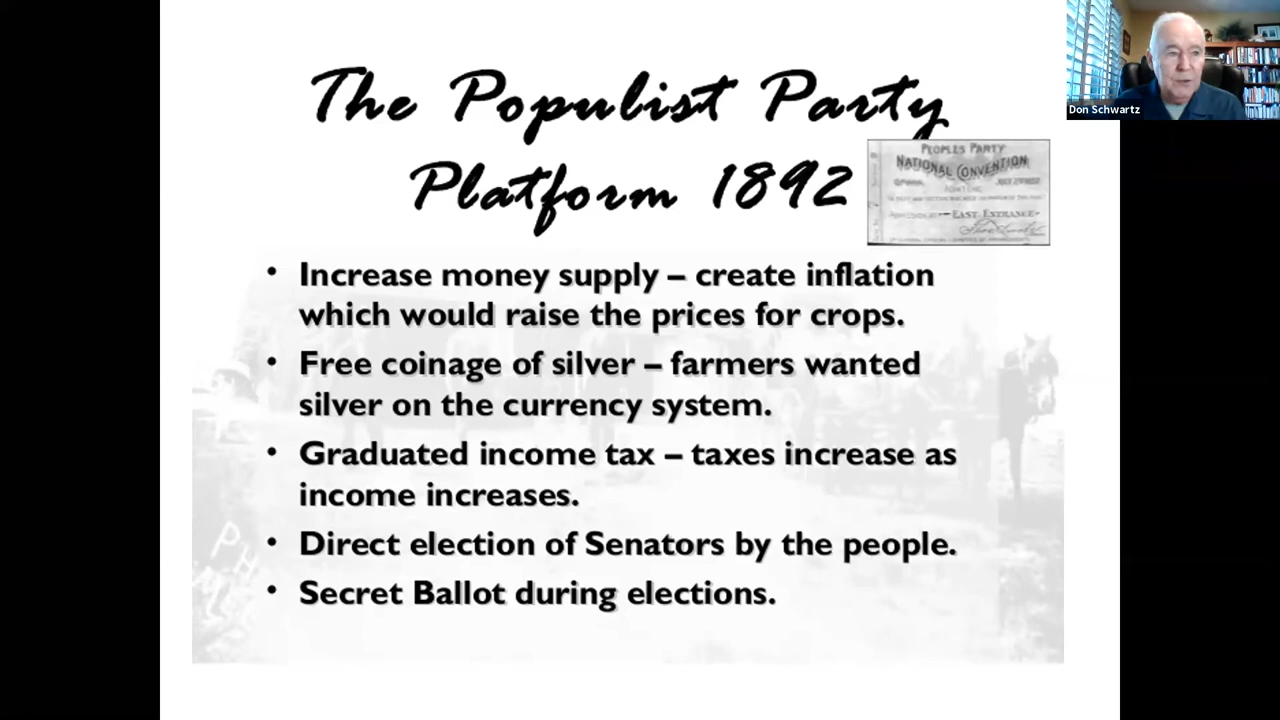 The Populist Party
Platform 1892
PEOPLES PARTY
NATIONAL CONVENTION
ADMISSION AT EAST ENTRANCE
• Increase money supply – create inflation
which would raise the prices for crops.
• Free coinage of silver – farmers wanted
silver on the currency system.
• Graduated income tax – taxes increase as
income increases.
• Direct election of Senators by the people.
• Secret Ballot during elections.
Don Schwartz